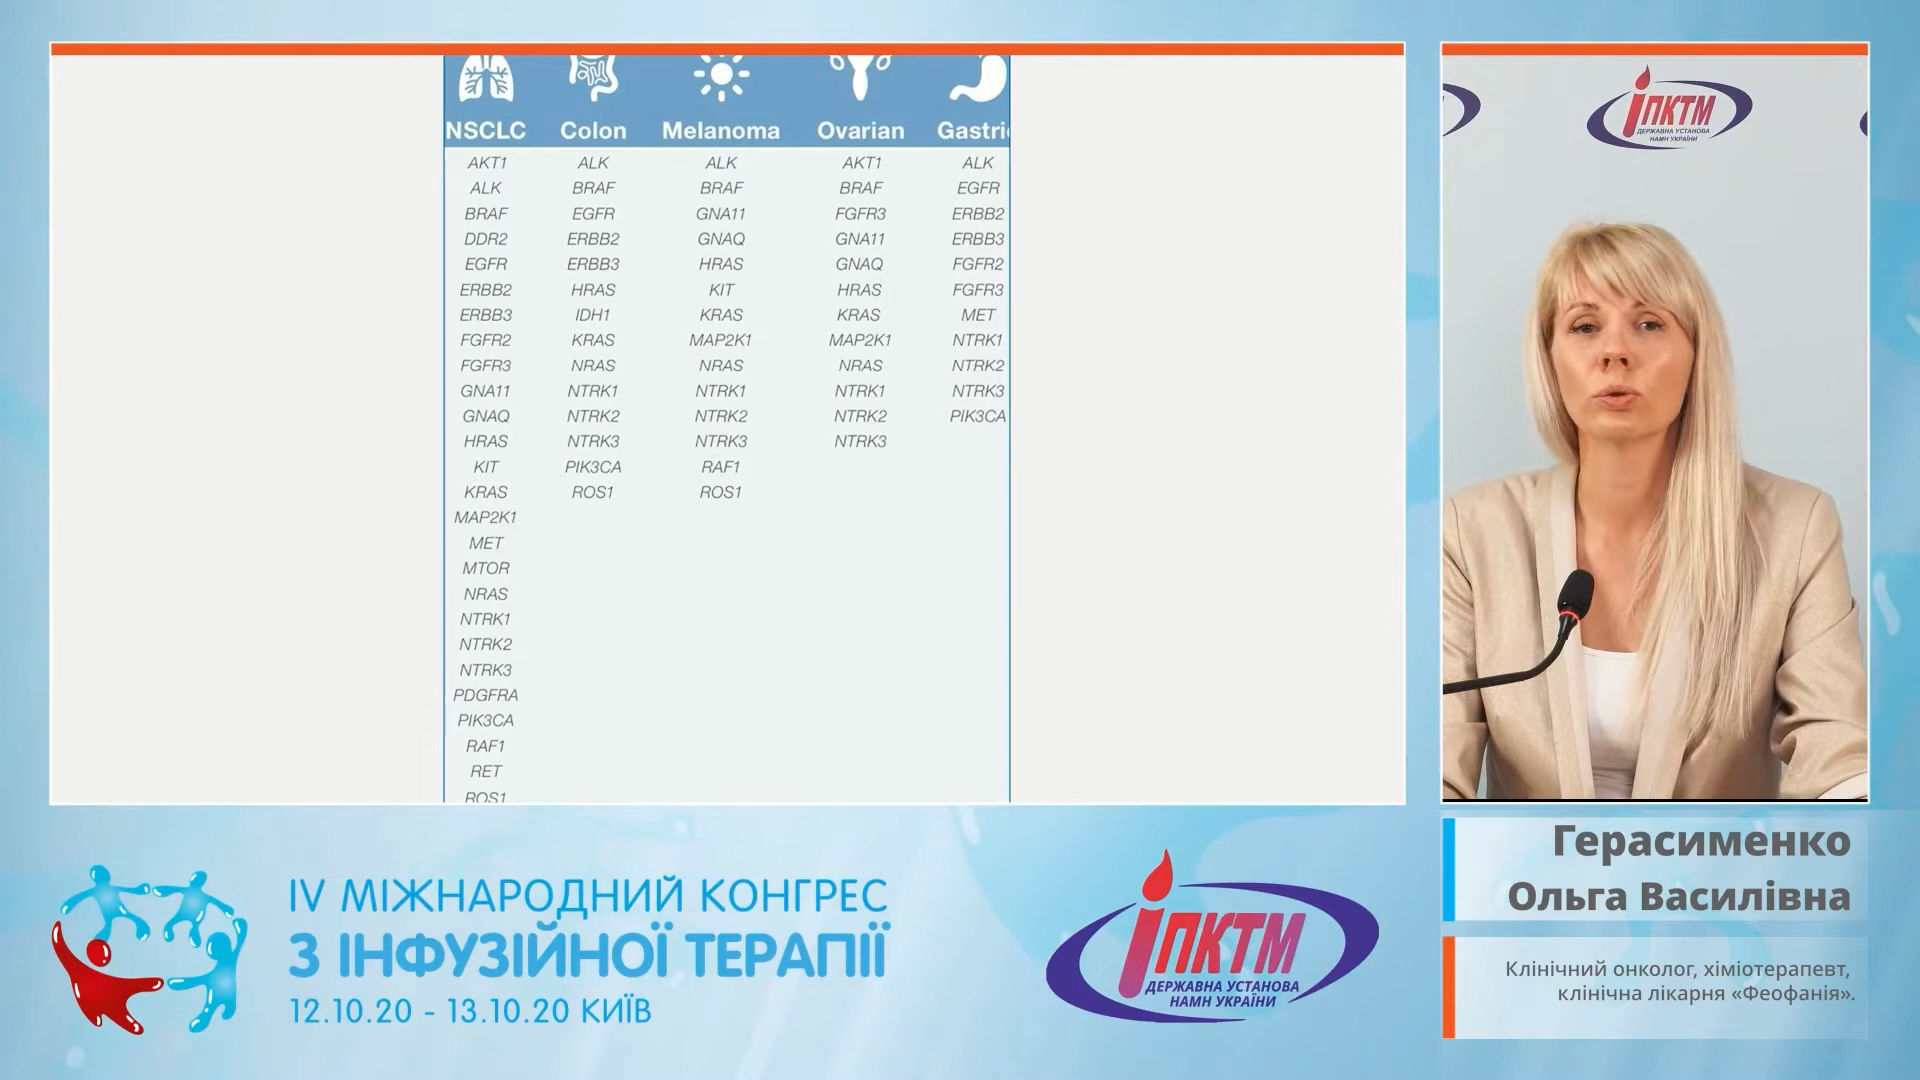 NSCLC Colon Melanoma Ovarian Gastri
AKT1 ALK ALK AKT1 ALK
ALK BRAF BRAF BRAF EGFR
BRAF EGFR GNA11 FGFR3 ERBB2
DDR2 ERBB2 GNAQ GNA11 ERBB3
EGFR ERBB3 HRAS GNAQ FGFR2
ERBB2 HRAS KIT HRAS FGFR3
ERBB3 IDH1 KRAS KRAS MET
FGFR2 KRAS MAP2K1 MAP2K1 NTRK1
FGFR3 NRAS NRAS NRAS NTRK2
GNA11 NTRK1 NTRK1 NTRK1 NTRK3
GNAQ NTRK2 NTRK2 NTRK2 PIK3CA
HRAS NTRK3 NTRK3 NTRK3
KIT PIK3CA RAF1
KRAS ROS1 ROS1
MAP2K1
MET
MTOR
NRAS
NTRK1
NTRK2
NTRK3
PDGFRA
PIK3CA
RAF1
RET
ROS1
іПКТМ
ДЕРЖАВНА УСТАНОВА
НАМН УКРАЇНИ
Герасименко
Ольга Василівна
Клінічний онколог, хіміотерапевт,
клінічна лікарня «Феофанія».
IV МІЖНАРОДНИЙ КОНГРЕС
З ІНФУЗІЙНОЇ ТЕРАПІЇ
12.10.20 - 13.10.20 КИЇВ
іПКТМ
ДЕРЖАВНА УСТАНОВА
НАМН УКРАЇНИ